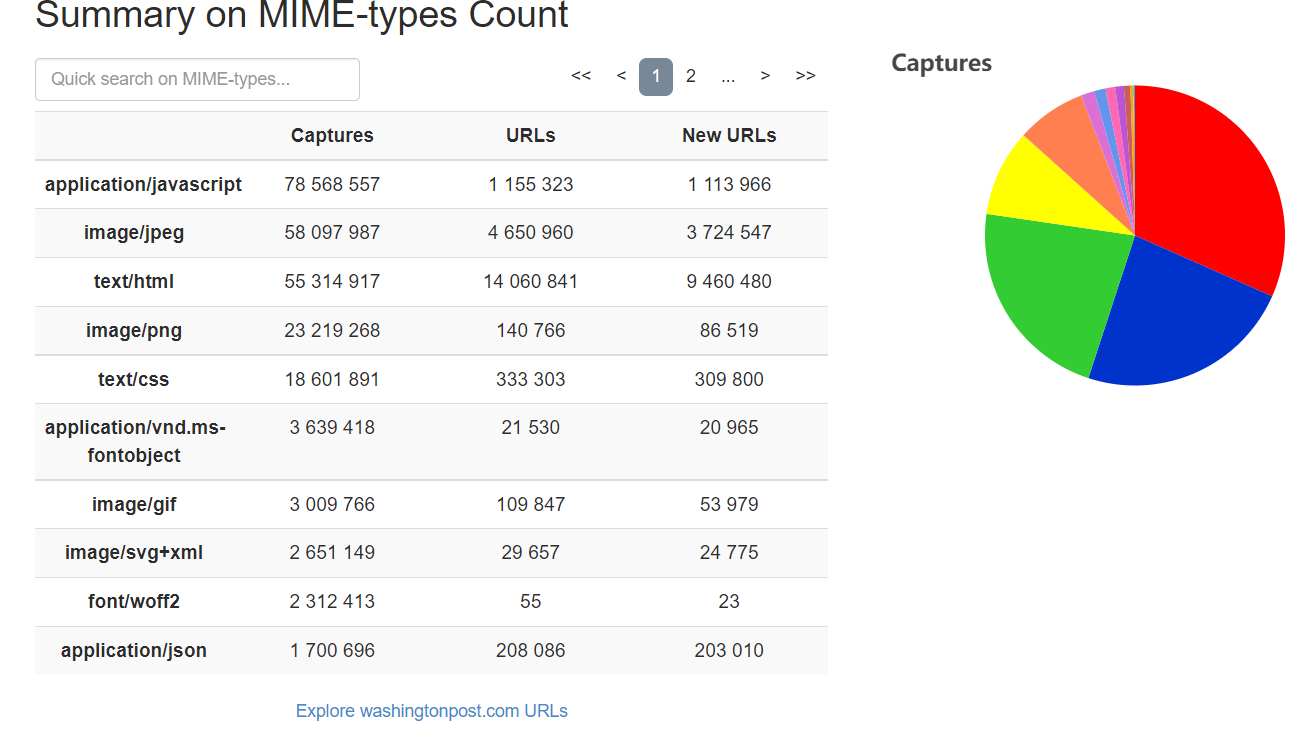 Summary on MIME-types Count
Quick search on MIME-types...
<< < 1 2 ... > >>
Captures URLs New URLs
application/javascript 78 568 557 1 155 323 1 113 966
image/jpeg 58 097 987 4 650 960 3 724 547
text/html 55 314 917 14 060 841 9 460 480
image/png 23 219 268 140 766 86 519
text/css 18 601 891 333 303 309 800
application/vnd.ms- 3 639 418 21 530 20 965
fontobject
image/gif 3 009 766 109 847 53 979
image/svg+xml 2 651 149 29 657 24 775
font/woff2 2 312 413 55 23
application/json 1 700 696 208 086 203 010
Explore washingtonpost.com URLs
Captures